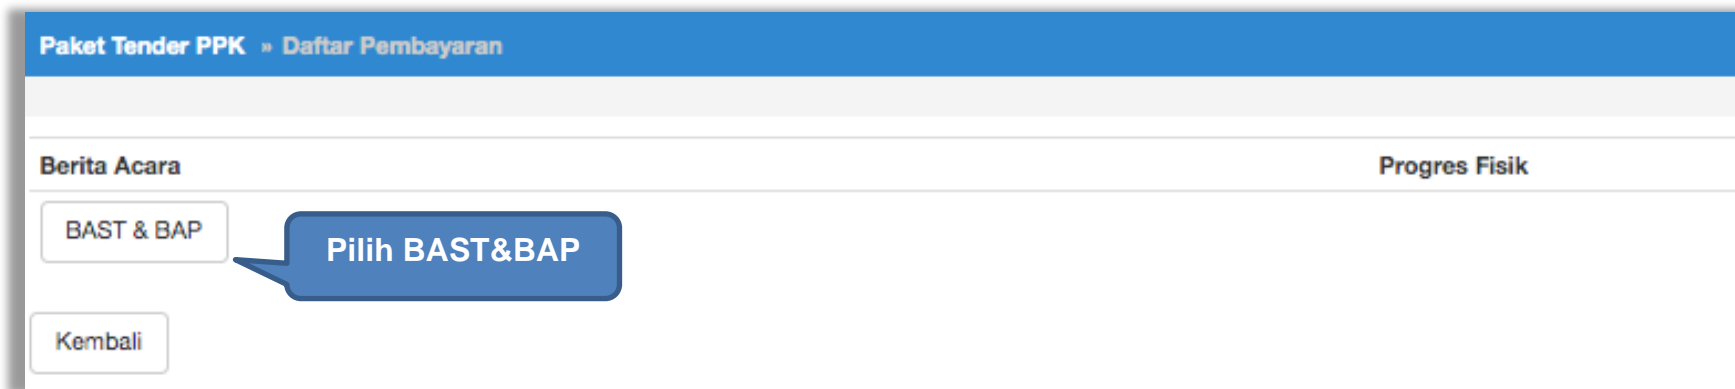 Paket Tender PPK » Daftar Pembayaran
Berita Acara Progres Fisik
BAST & BAP
Pilih BAST&BAP
Kembali